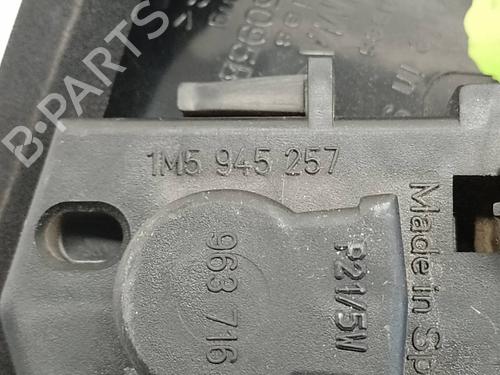 B-PARTS
1M5 945 257
963 716
P21/5W
Made in Sp